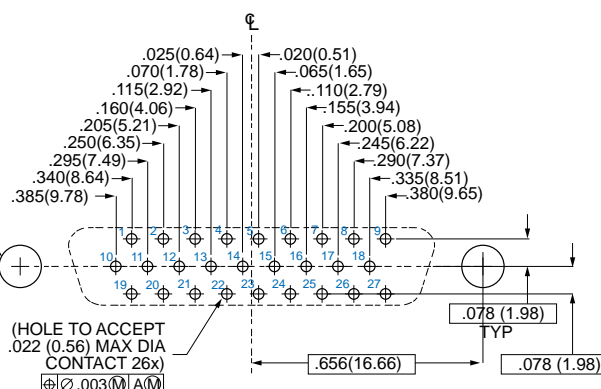 ℄
.025(0.64) .020(0.51)
.070(1.78) .065(1.65)
.115(2.92) .110(2.79)
.160(4.06) .155(3.94)
.205(5.21) .200(5.08)
.250(6.35) .245(6.22)
.295(7.49) .290(7.37)
.340(8.64) .335(8.51)
.385(9.78) .380(9.65)
1 2 3 4 5 6 7 8 9
10 11 12 13 14 15 16 17 18
19 20 21 22 23 24 25 26 27
.078 (1.98)
TYP
(HOLE TO ACCEPT
.022 (0.56) MAX DIA
CONTACT 26x)
.656(16.66) .078 (1.98)
⌖ ∅ .003Ⓜ AⓂ